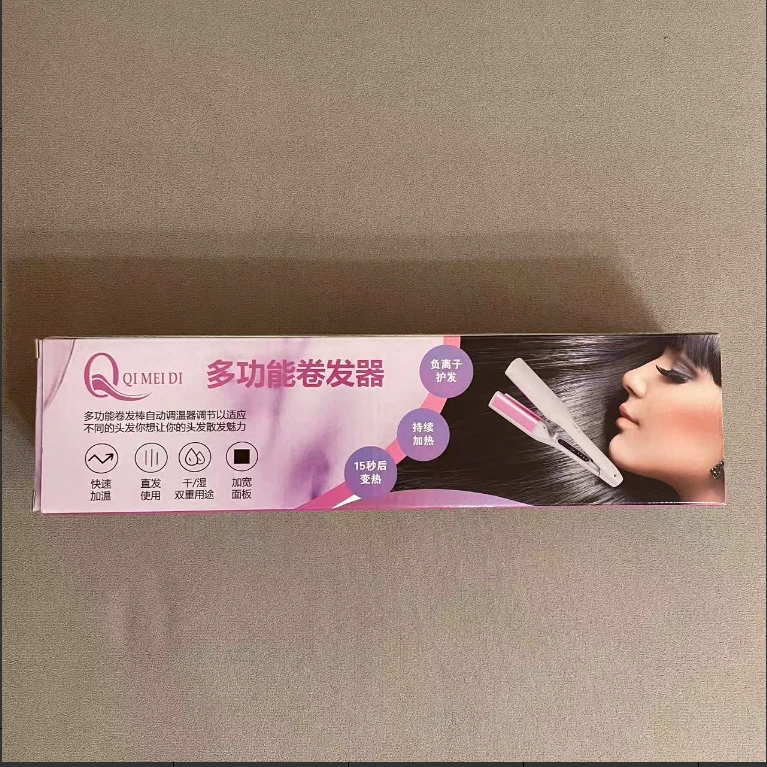 QI MEI DI
多功能卷发器
多功能卷发棒自动调温器调节以适应
不同的头发你想让你的头发散发魅力
快速
加温
直发
使用
干/湿
双重用途
加宽
面板
负离子
护发
持续
加热
15秒后
变热